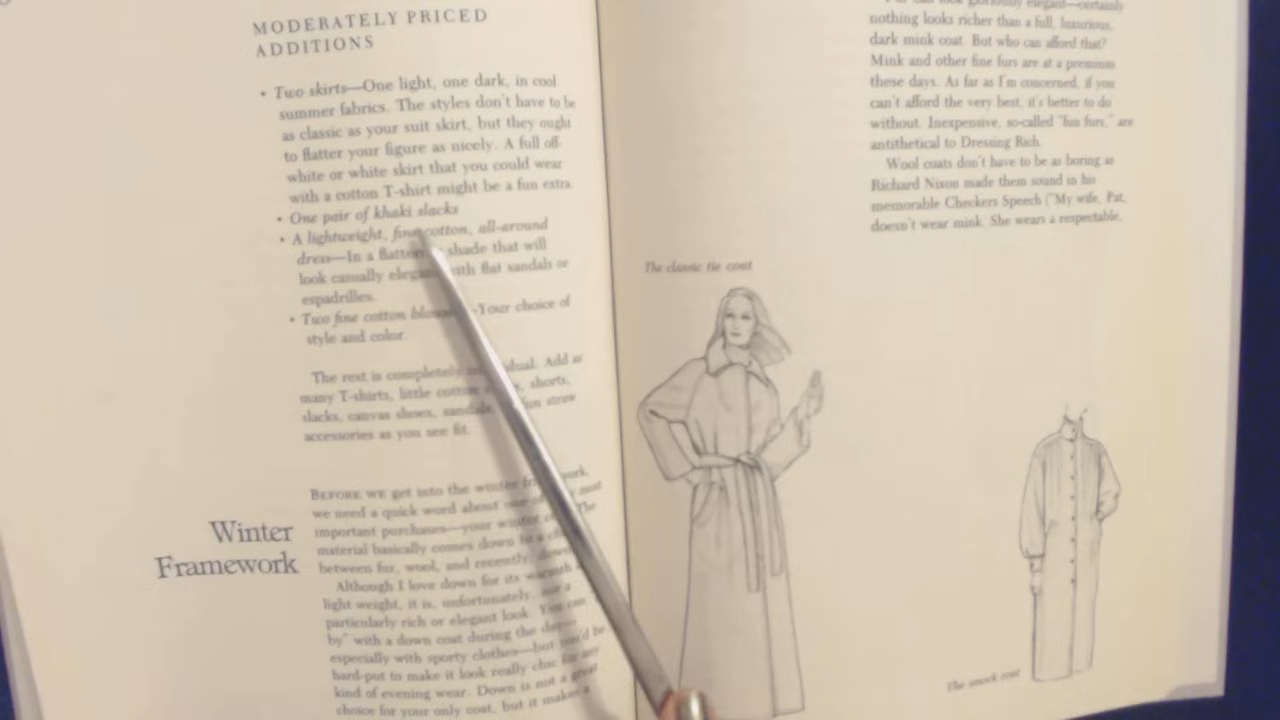 MODERATELY PRICED
ADDITIONS
• Two skirts—One light, one dark, in cool
summer fabrics. The styles don't have to be
as classic as your suit skirt, but they ought
to flatter your figure as nicely. A full off-
white or white skirt that you could wear
with a cotton T-shirt might be a fun extra.
• One pair of khaki slacks
• A lightweight, fine cotton, all-around
dress—In a shade that will
look casually with flat sandals or
espadrilles.
• Two fine cotton Your choice of
style and color.
The rest is completely Add as
many T-shirts, little cotton shorts,
slacks, canvas shoes, fun straw
accessories as you see fit.
Winter
Framework
BEFORE WE get into the winter
we need a quick word about most
important purchases—your winter The
material basically comes down to a
between fur, wool, and recently, down.
Although I love down for its warmth
light weight, it is, unfortunately, not a
particularly rich or elegant look. You can
by" with a down coat during the day—
especially with sporty clothes—but you'd be
hard-put to make it look really chic for any
kind of evening wear. Down is not a great
choice for your only coat, but it makes a
can look gloriously elegant—certainly
nothing looks richer than a full, luxurious,
dark mink coat. But who can afford that?
Mink and other fine furs are at a premium
these days. As far as I'm concerned, if you
can't afford the very best, it's better to do
without. Inexpensive, so-called "fun furs," are
antithetical to Dressing Rich.
Wool coats don't have to be as boring as
Richard Nixon made them sound in his
memorable Checkers Speech ("My wife, Pat,
doesn't wear mink. She wears a respectable,
The classic tie coat
The smock coat